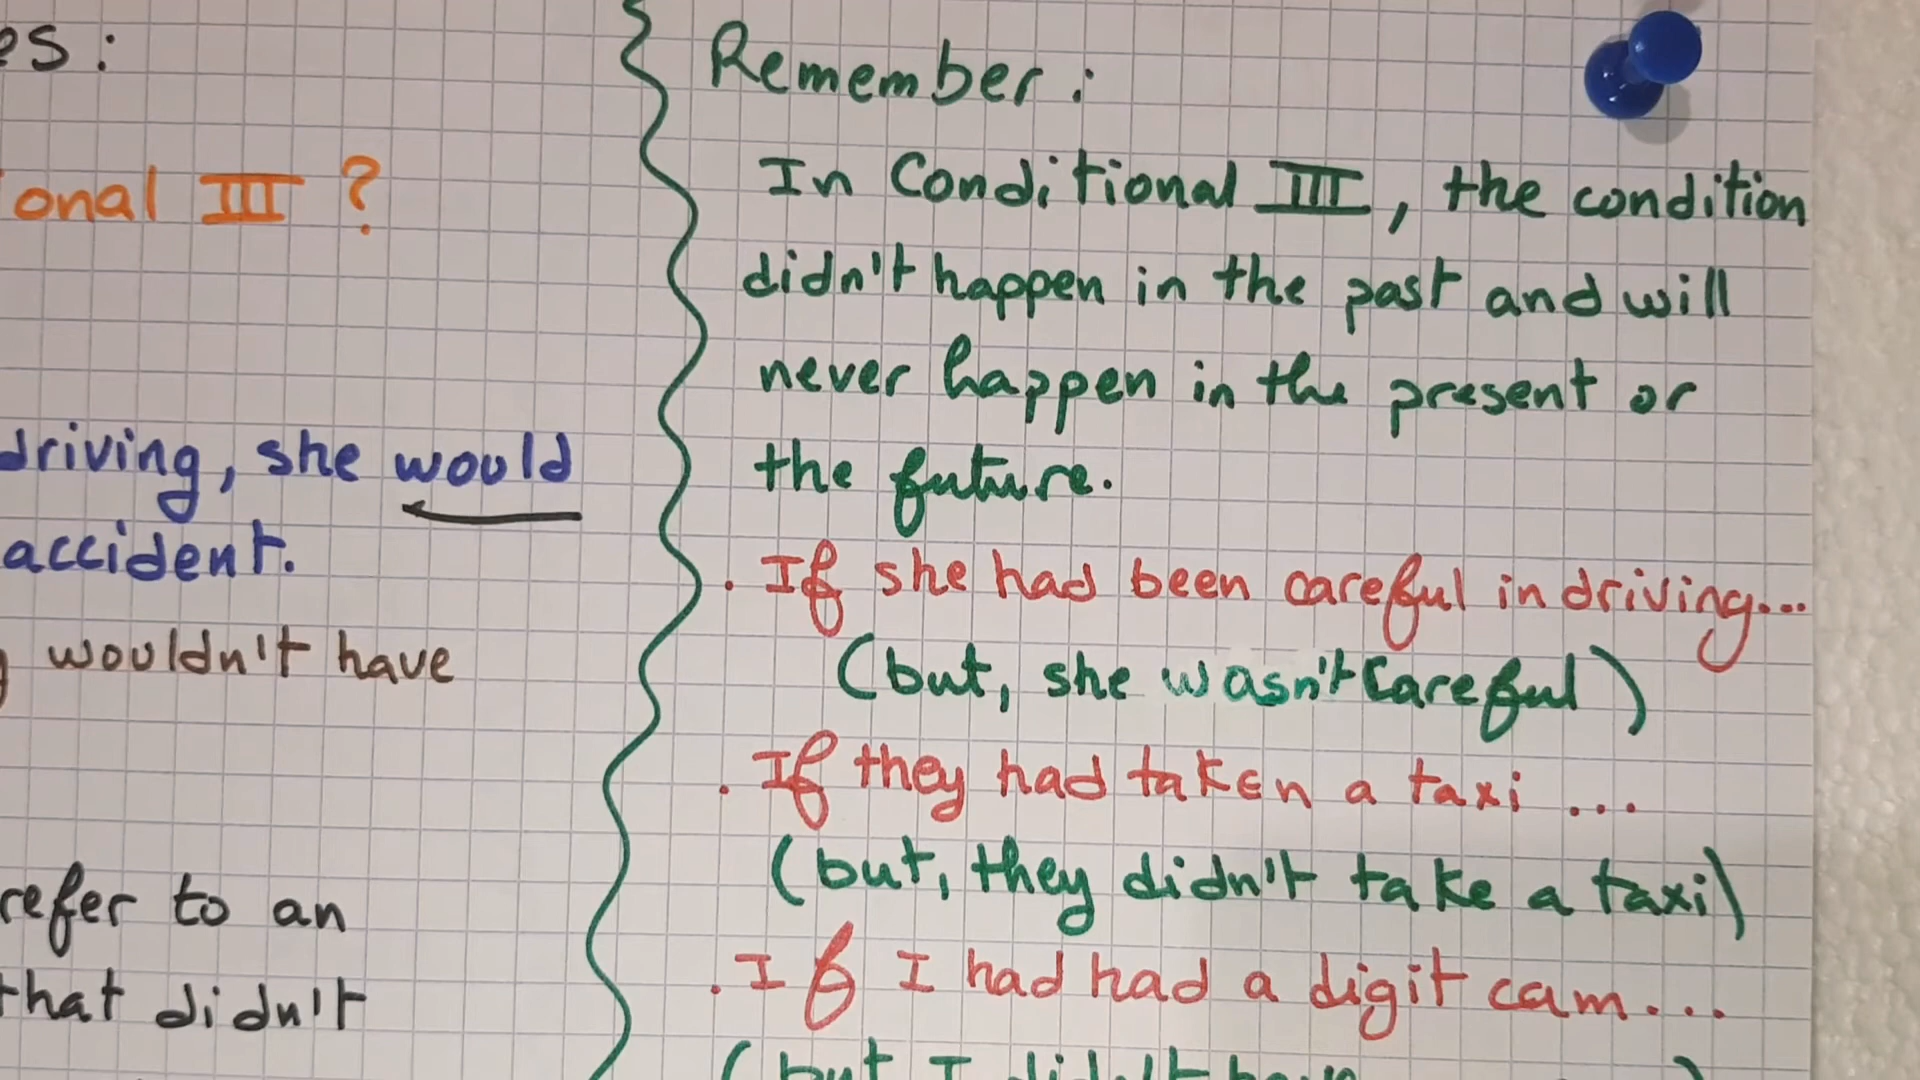 es:
onal III ?
driving, she would
accident.
wouldn't have
refer to an
that didn't
Remember:
In Conditional III, the condition
didn't happen in the past and will
never happen in the present or
the future.
. If she had been careful in driving...
(but, she wasn't Careful)
. If they had taken a taxi ...
(but, they didn't take a taxi)
. If I had had a digit cam...
(but I didn't have